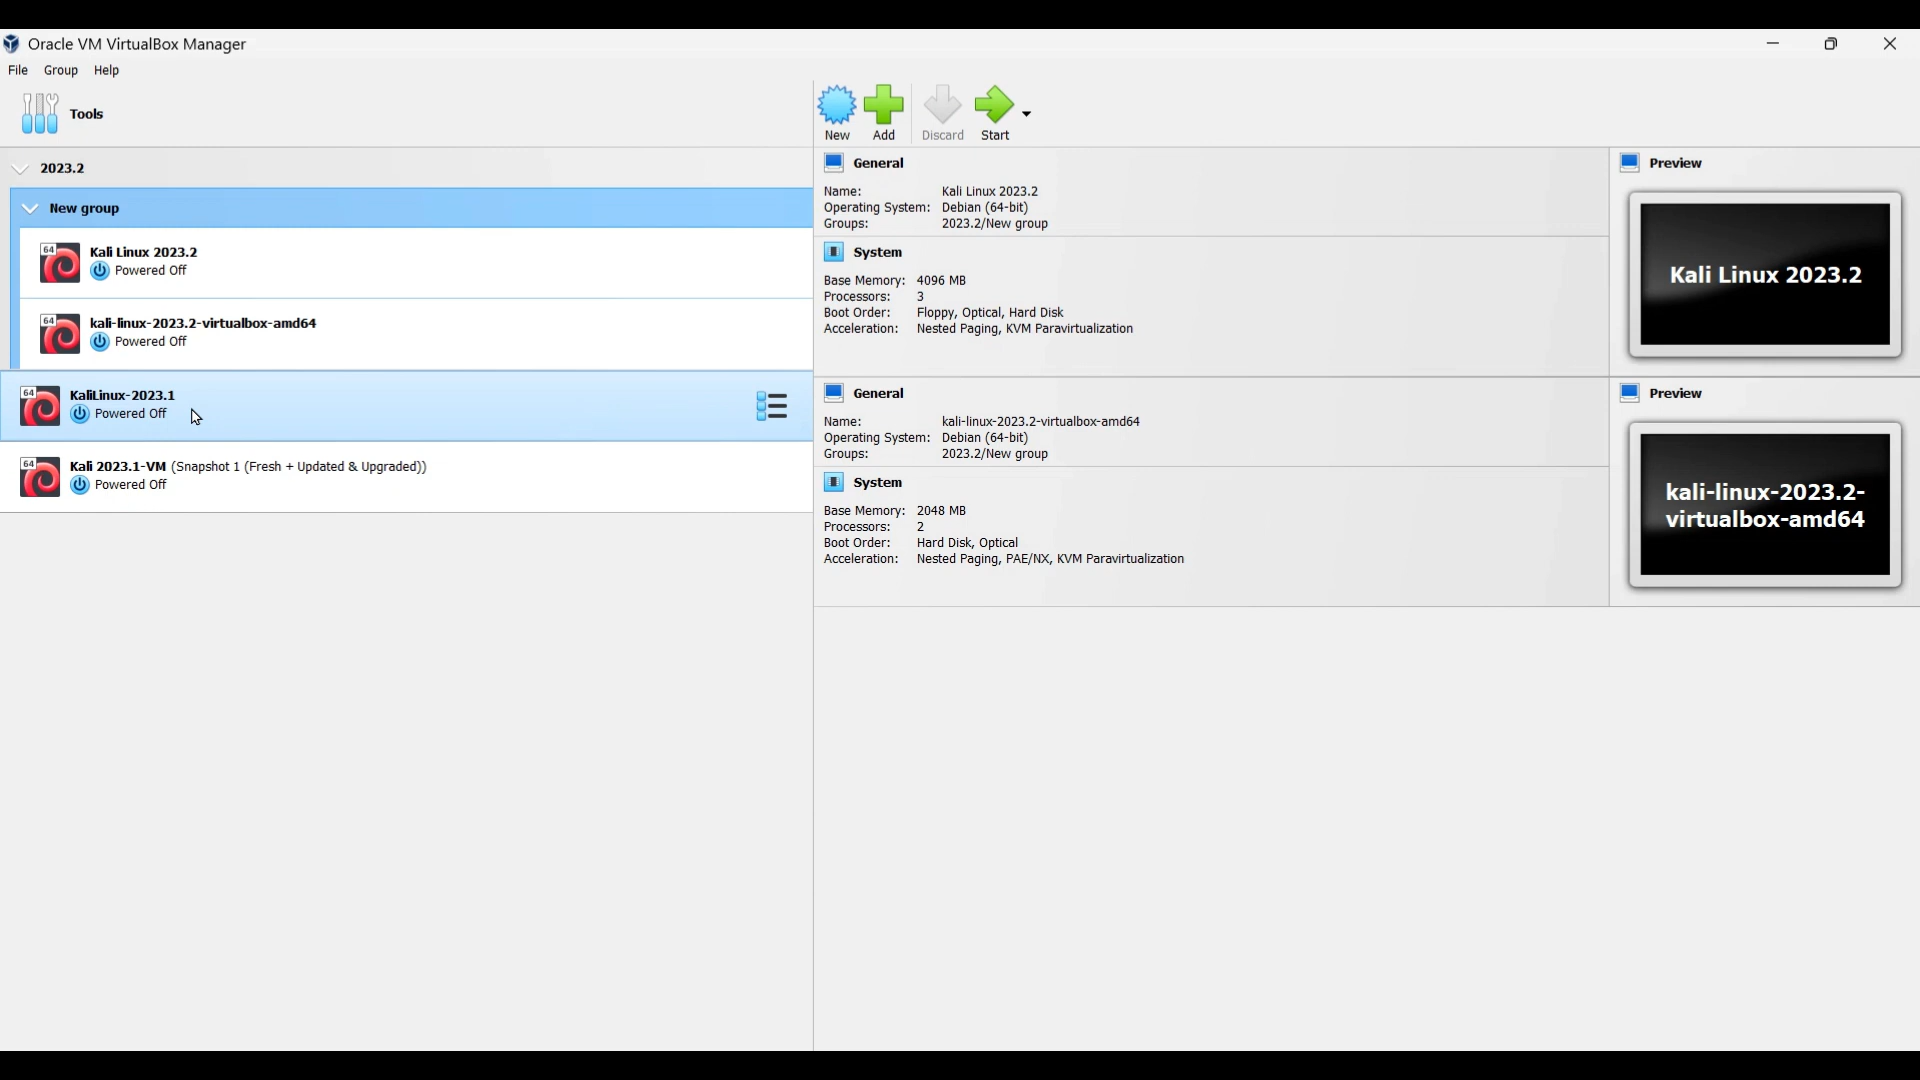 Oracle VM VirtualBox Manager
File Group Help
Tools
New Add Discard Start
2023.2
New group
64 Kali Linux 2023.2
Powered Off
64 kali-linux-2023.2-virtualbox-amd64
Powered Off
64 KaliLinux-2023.1
Powered Off
64 Kali 2023.1-VM (Snapshot 1 (Fresh + Updated & Upgraded))
Powered Off
General
Name: Kali Linux 2023.2
Operating System: Debian (64-bit)
Groups: 2023.2/New group
System
Base Memory: 4096 MB
Processors: 3
Boot Order: Floppy, Optical, Hard Disk
Acceleration: Nested Paging, KVM Paravirtualization
Preview
Kali Linux 2023.2
General
Name: kali-linux-2023.2-virtualbox-amd64
Operating System: Debian (64-bit)
Groups: 2023.2/New group
System
Base Memory: 2048 MB
Processors: 2
Boot Order: Hard Disk, Optical
Acceleration: Nested Paging, PAE/NX, KVM Paravirtualization
Preview
kali-linux-2023.2-
virtualbox-amd64